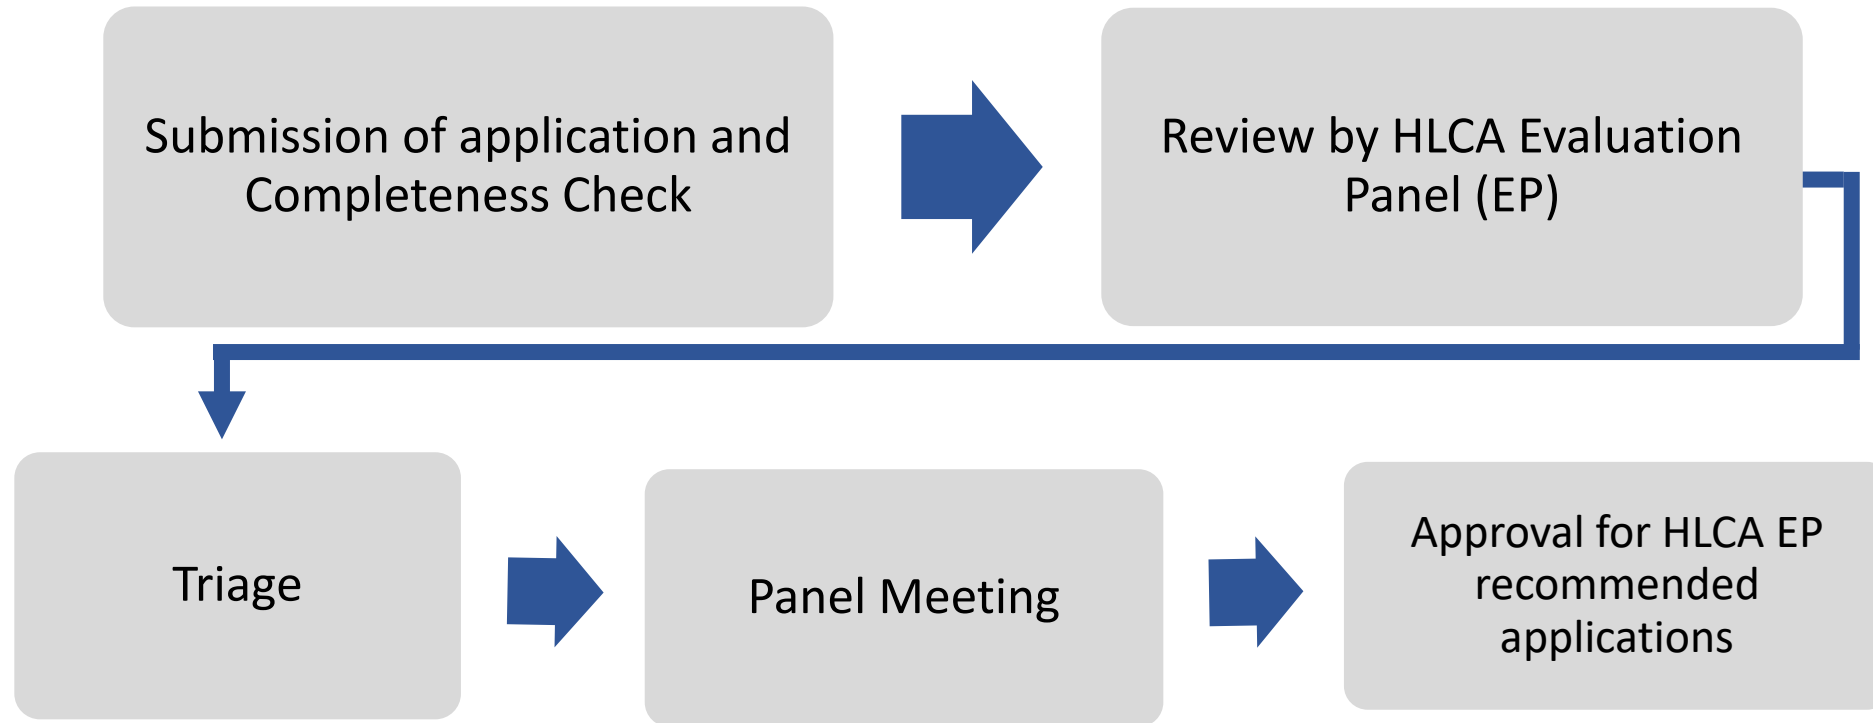 Submission of application and
Completeness Check
Review by HLCA Evaluation
Panel (EP)
Triage
Panel Meeting
Approval for HLCA EP
recommended
applications